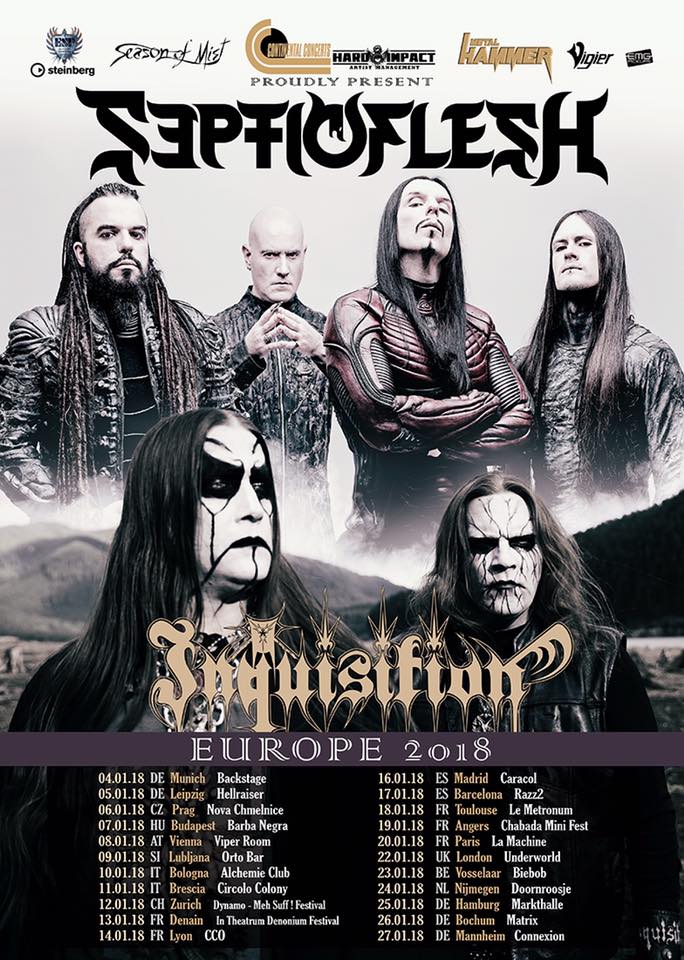 ESP
steinberg
Season of Mist
CONTINENTAL CONCERTS
HARD IMPACT
ARTIST MANAGEMENT
METAL HAMMER
Vigier
EMG
PROUDLY PRESENT
SEPTICFLESH
Inquisition
EUROPE 2018
04.01.18 DE Munich Backstage
05.01.18 DE Leipzig Hellraiser
06.01.18 CZ Prag Nova Chmelnice
07.01.18 HU Budapest Barba Negra
08.01.18 AT Vienna Viper Room
09.01.18 SI Lubljana Orto Bar
10.01.18 IT Bologna Alchemie Club
11.01.18 IT Brescia Circolo Colony
12.01.18 CH Zurich Dynamo - Meh Suff! Festival
13.01.18 FR Denain In Theatrum Denonium Festival
14.01.18 FR Lyon CCO
16.01.18 ES Madrid Caracol
17.01.18 ES Barcelona Razz2
18.01.18 FR Toulouse Le Metronum
19.01.18 FR Angers Chabada Mini Fest
20.01.18 FR Paris La Machine
22.01.18 UK London Underworld
23.01.18 BE Vosselaar Biebob
24.01.18 NL Nijmegen Doornroosje
25.01.18 DE Hamburg Markthalle
26.01.18 DE Bochum Matrix
27.01.18 DE Mannheim Connexion